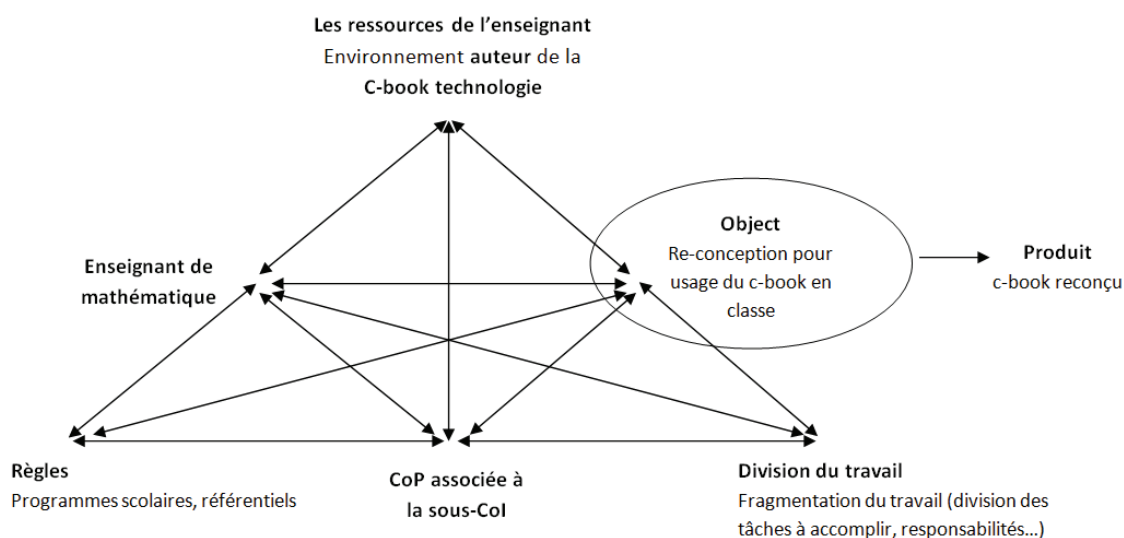 Les ressources de l'enseignant
Environnement auteur de la
C-book technologie
Enseignant de
mathématique
Object
Re-conception pour
usage du c-book en
classe
Produit
c-book reconçu
Règles
Programmes scolaires, référentiels
CoP associée à
la sous-CoI
Division du travail
Fragmentation du travail (division des
tâches à accomplir, responsabilités…)